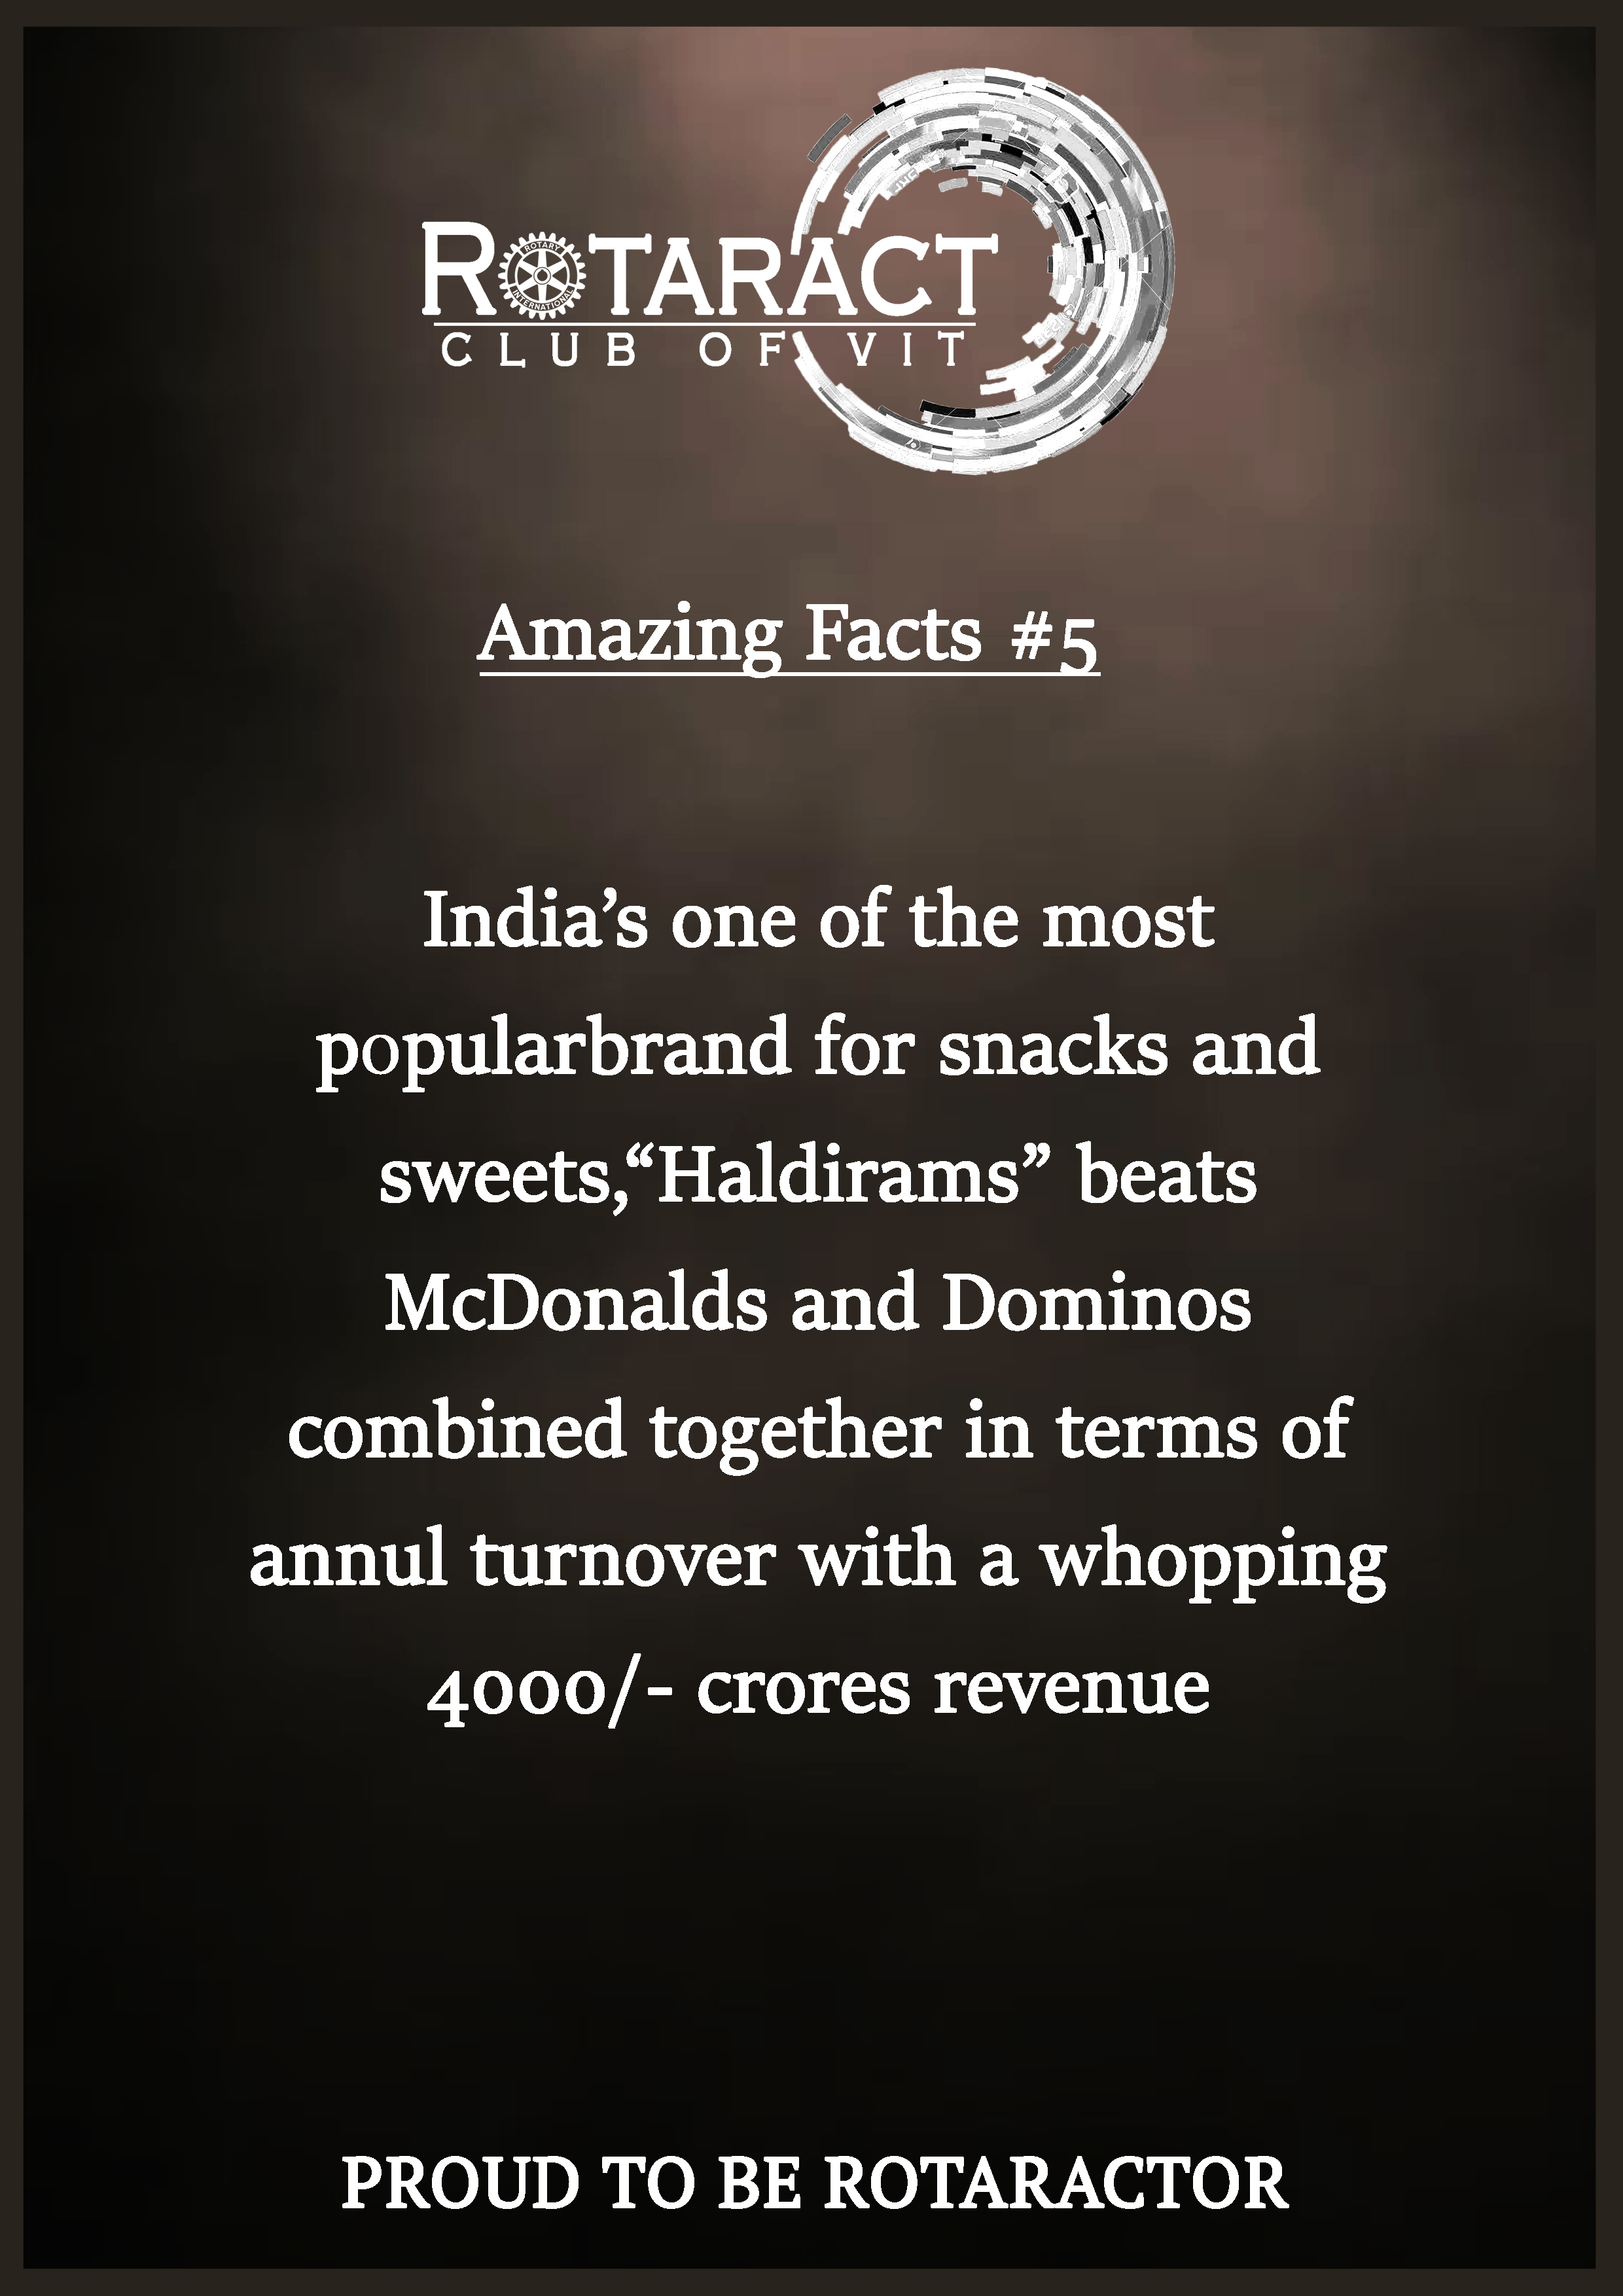 ROTARACT
ROTARY
INTERNATIONAL
CLUB OF VIT
Amazing Facts #5
India’s one of the most
popularbrand for snacks and
sweets,“Haldirams” beats
McDonalds and Dominos
combined together in terms of
annul turnover with a whopping
4000/- crores revenue
PROUD TO BE ROTARACTOR